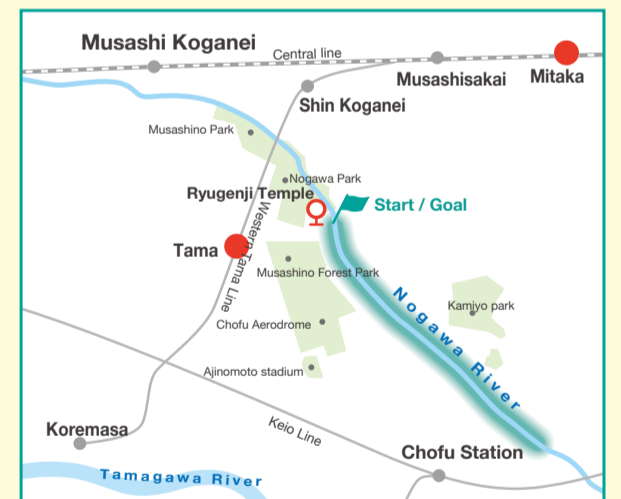 Musashi Koganei
Central line
Musashisakai
Mitaka
Shin Koganei
Musashino Park
Nogawa Park
Ryugenji Temple
Start / Goal
Tama
Western Tama Line
Musashino Forest Park
Nogawa River
Kamiyo park
Chofu Aerodrome
Ajinomoto stadium
Koremasa
Keio Line
Chofu Station
Tamagawa River